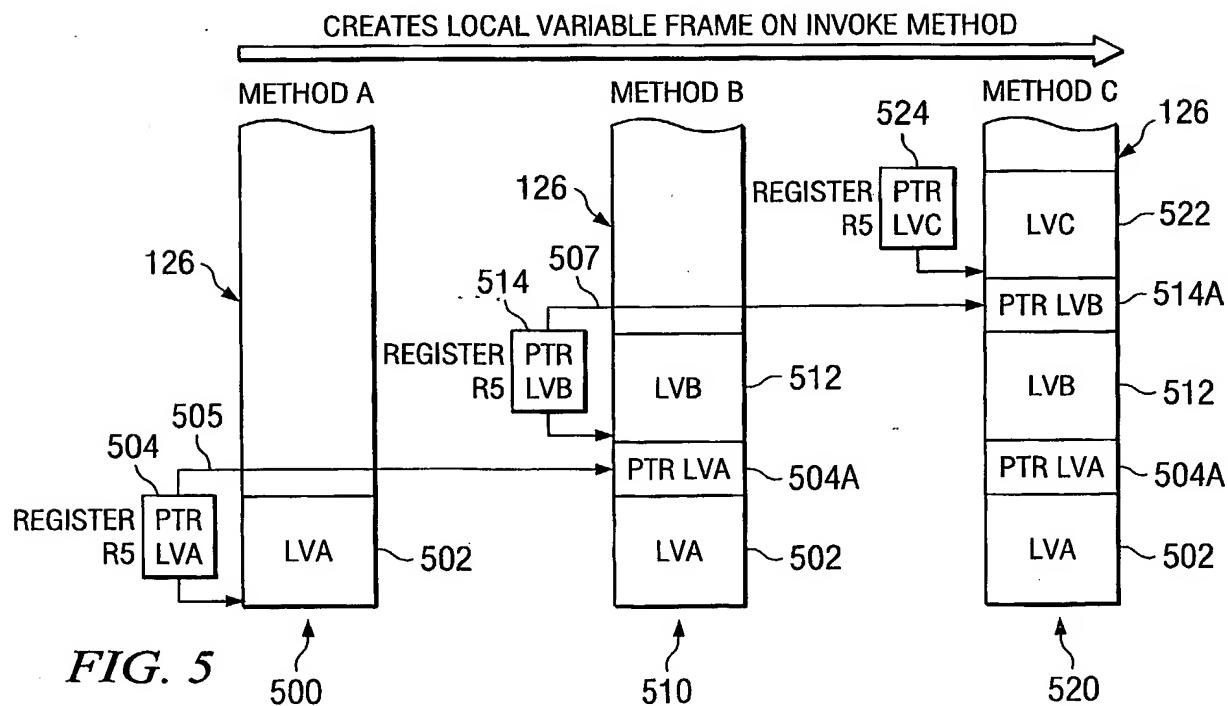 CREATES LOCAL VARIABLE FRAME ON INVOKE METHOD
METHOD A
METHOD B
METHOD C
524
126
REGISTER R5
PTR LVC
LVC
522
126
126
507
514
PTR LVB
514A
REGISTER R5
PTR LVB
LVB
512
LVB
512
505
504
PTR LVA
504A
PTR LVA
504A
REGISTER R5
PTR LVA
LVA
502
LVA
502
LVA
502
FIG. 5
500
510
520